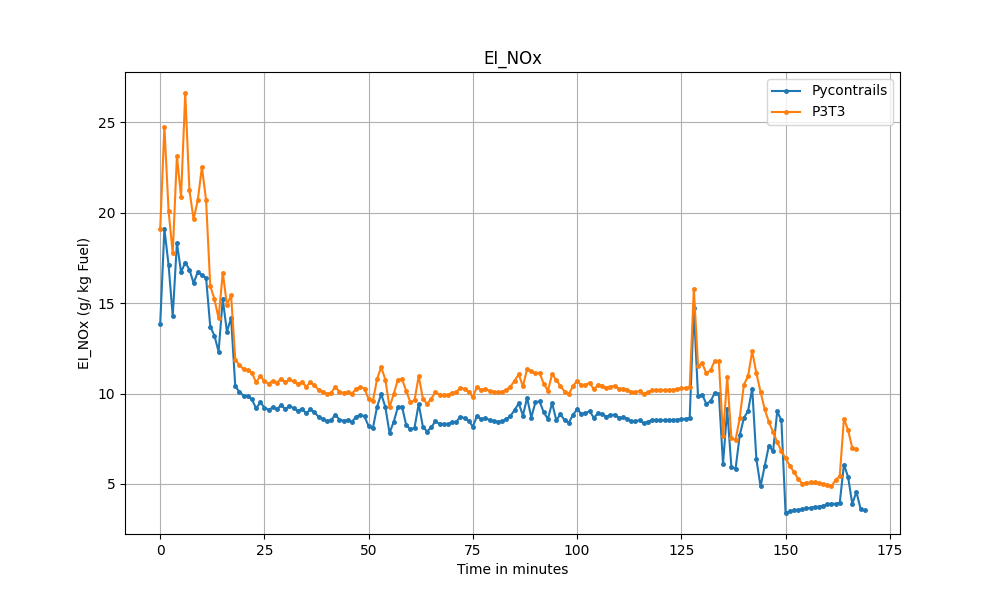 EI_NOx
Pycontrails
P3T3
EI_NOx (g/ kg Fuel)
25
20
15
10
5
0 25 50 75 100 125 150 175
Time in minutes